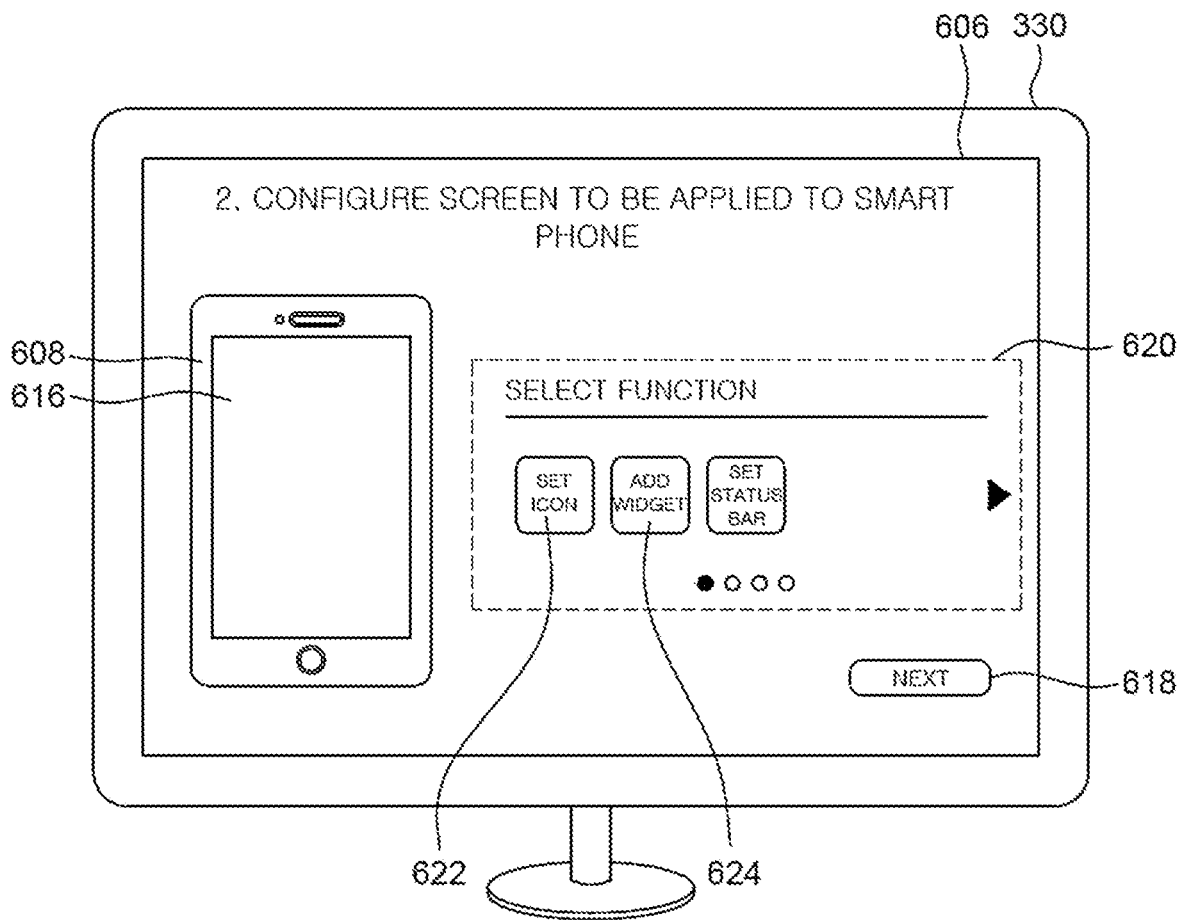 606 330
2. CONFIGURE SCREEN TO BE APPLIED TO SMART
PHONE
608
616
620
SELECT FUNCTION
SET
ICON
ADD
WIDGET
SET
STATUS
BAR
NEXT
618
622
624